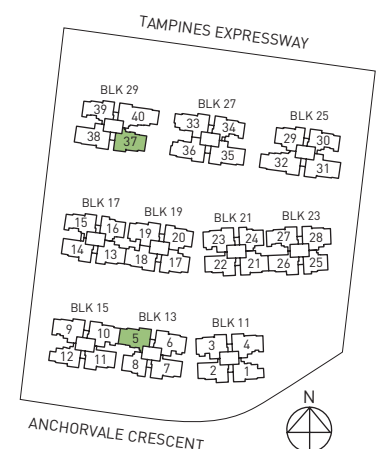 TAMPINES EXPRESSWAY
BLK 29
39 40
38 37
BLK 27
33 34
36 35
BLK 25
29 30
32 31
BLK 17
15 16
14 13
BLK 19
19 20
18 17
BLK 21
23 24
22 21
BLK 23
27 28
26 25
BLK 15
9 10
12 11
BLK 13
5 6
8 7
BLK 11
3 4
2 1
N
ANCHORVALE CRESCENT